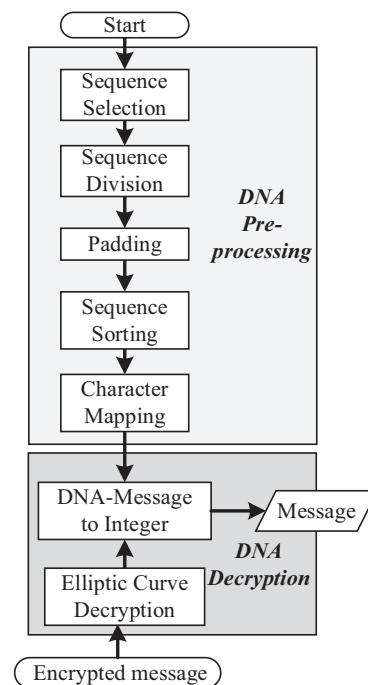 Start
Sequence
Selection
Sequence
Division
Padding
Sequence
Sorting
Character
Mapping
DNA
Pre-
processing
DNA-Message
to Integer
Message
Elliptic Curve
Decryption
DNA
Decryption
Encrypted message